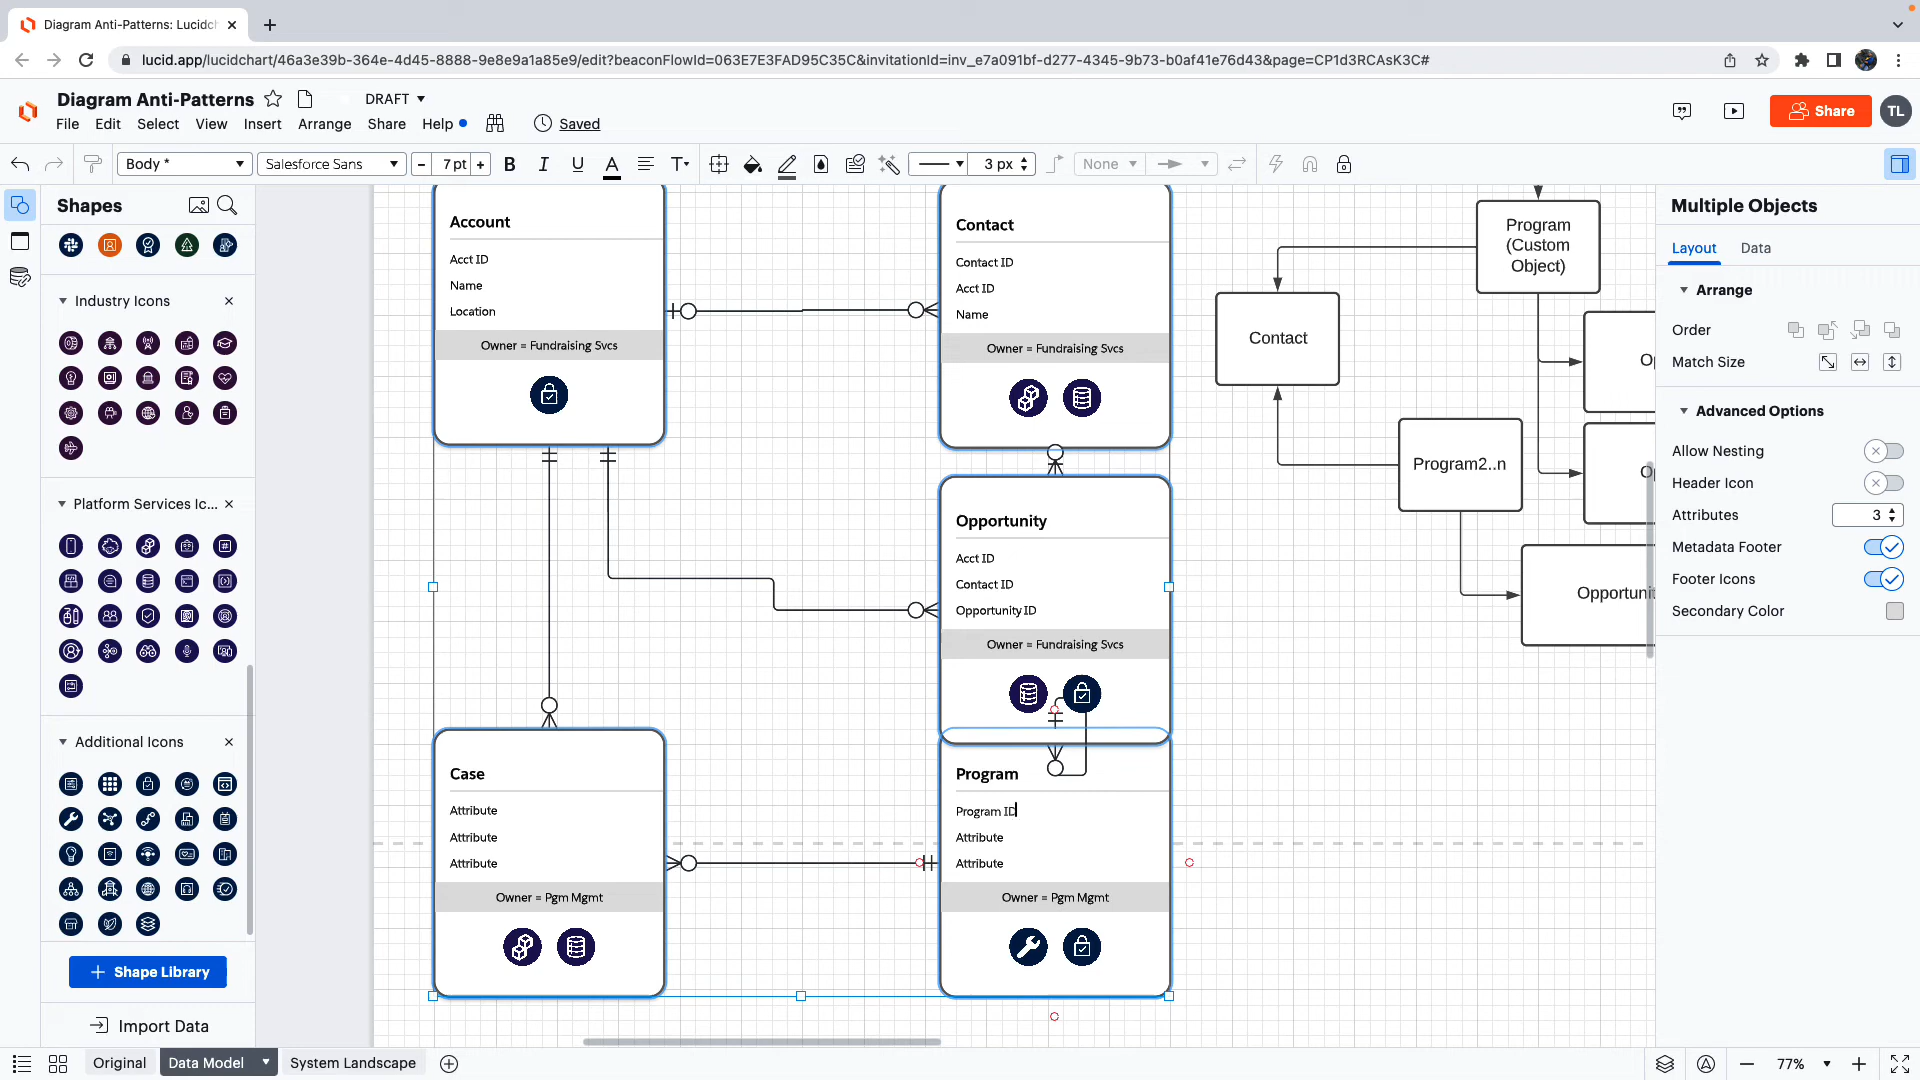 Diagram Anti-Patterns: Lucidch
lucid.app/lucidchart/46a3e39b-364e-4d45-8888-9e8e9a1a85e9/edit?beaconFlowId=063E7E3FAD95C35C&invitationId=inv_e7a091bf-d277-4345-9b73-b0af41e76d43&page=CP1d3RCAsK3C#
Diagram Anti-Patterns
DRAFT
File Edit Select View Insert Arrange Share Help
Saved
Share
TL
Body *
Salesforce Sans
- 7 pt +
B I U A T
3 px
None
Shapes
Industry Icons
Platform Services Ic...
Additional Icons
+ Shape Library
Import Data
Account
Acct ID
Name
Location
Owner = Fundraising Svcs
Contact
Contact ID
Acct ID
Name
Owner = Fundraising Svcs
Opportunity
Acct ID
Contact ID
Opportunity ID
Owner = Fundraising Svcs
Case
Attribute
Attribute
Attribute
Owner = Pgm Mgmt
Program
Program ID
Attribute
Attribute
Owner = Pgm Mgmt
Program
(Custom
Object)
Contact
Program2..n
Op
Op
Opportunit
Multiple Objects
Layout Data
Arrange
Order
Match Size
Advanced Options
Allow Nesting
Header Icon
Attributes 3
Metadata Footer
Footer Icons
Secondary Color
Original Data Model System Landscape
77%